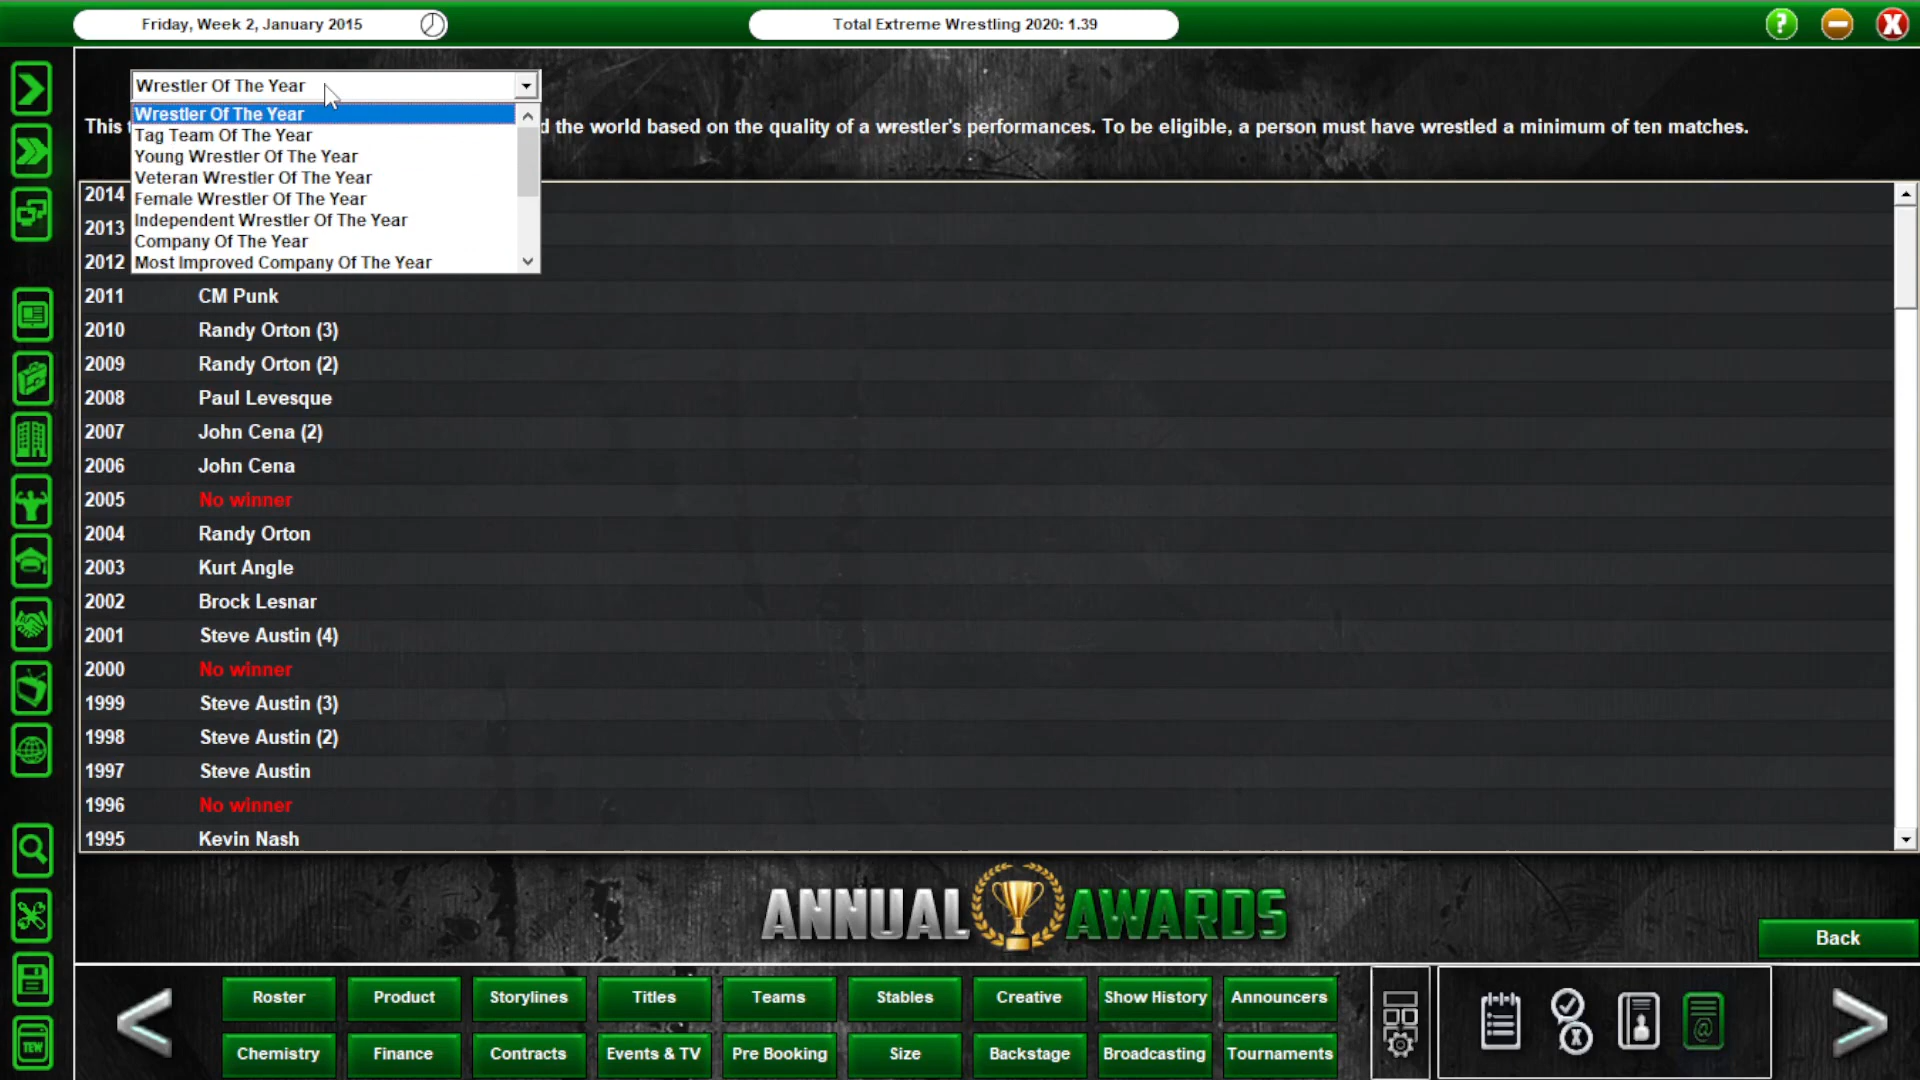 Friday, Week 2, January 2015
Total Extreme Wrestling 2020: 1.39
?
X
Wrestler Of The Year
Wrestler Of The Year
Tag Team Of The Year
Young Wrestler Of The Year
Veteran Wrestler Of The Year
Female Wrestler Of The Year
Independent Wrestler Of The Year
Company Of The Year
Most Improved Company Of The Year
This
d the world based on the quality of a wrestler's performances. To be eligible, a person must have wrestled a minimum of ten matches.
2014
2013
2012
2011 CM Punk
2010 Randy Orton (3)
2009 Randy Orton (2)
2008 Paul Levesque
2007 John Cena (2)
2006 John Cena
2005 No winner
2004 Randy Orton
2003 Kurt Angle
2002 Brock Lesnar
2001 Steve Austin (4)
2000 No winner
1999 Steve Austin (3)
1998 Steve Austin (2)
1997 Steve Austin
1996 No winner
1995 Kevin Nash
ANNUAL AWARDS
Back
Roster Product Storylines Titles Teams Stables Creative Show History Announcers
Chemistry Finance Contracts Events & TV Pre Booking Size Backstage Broadcasting Tournaments
TEW